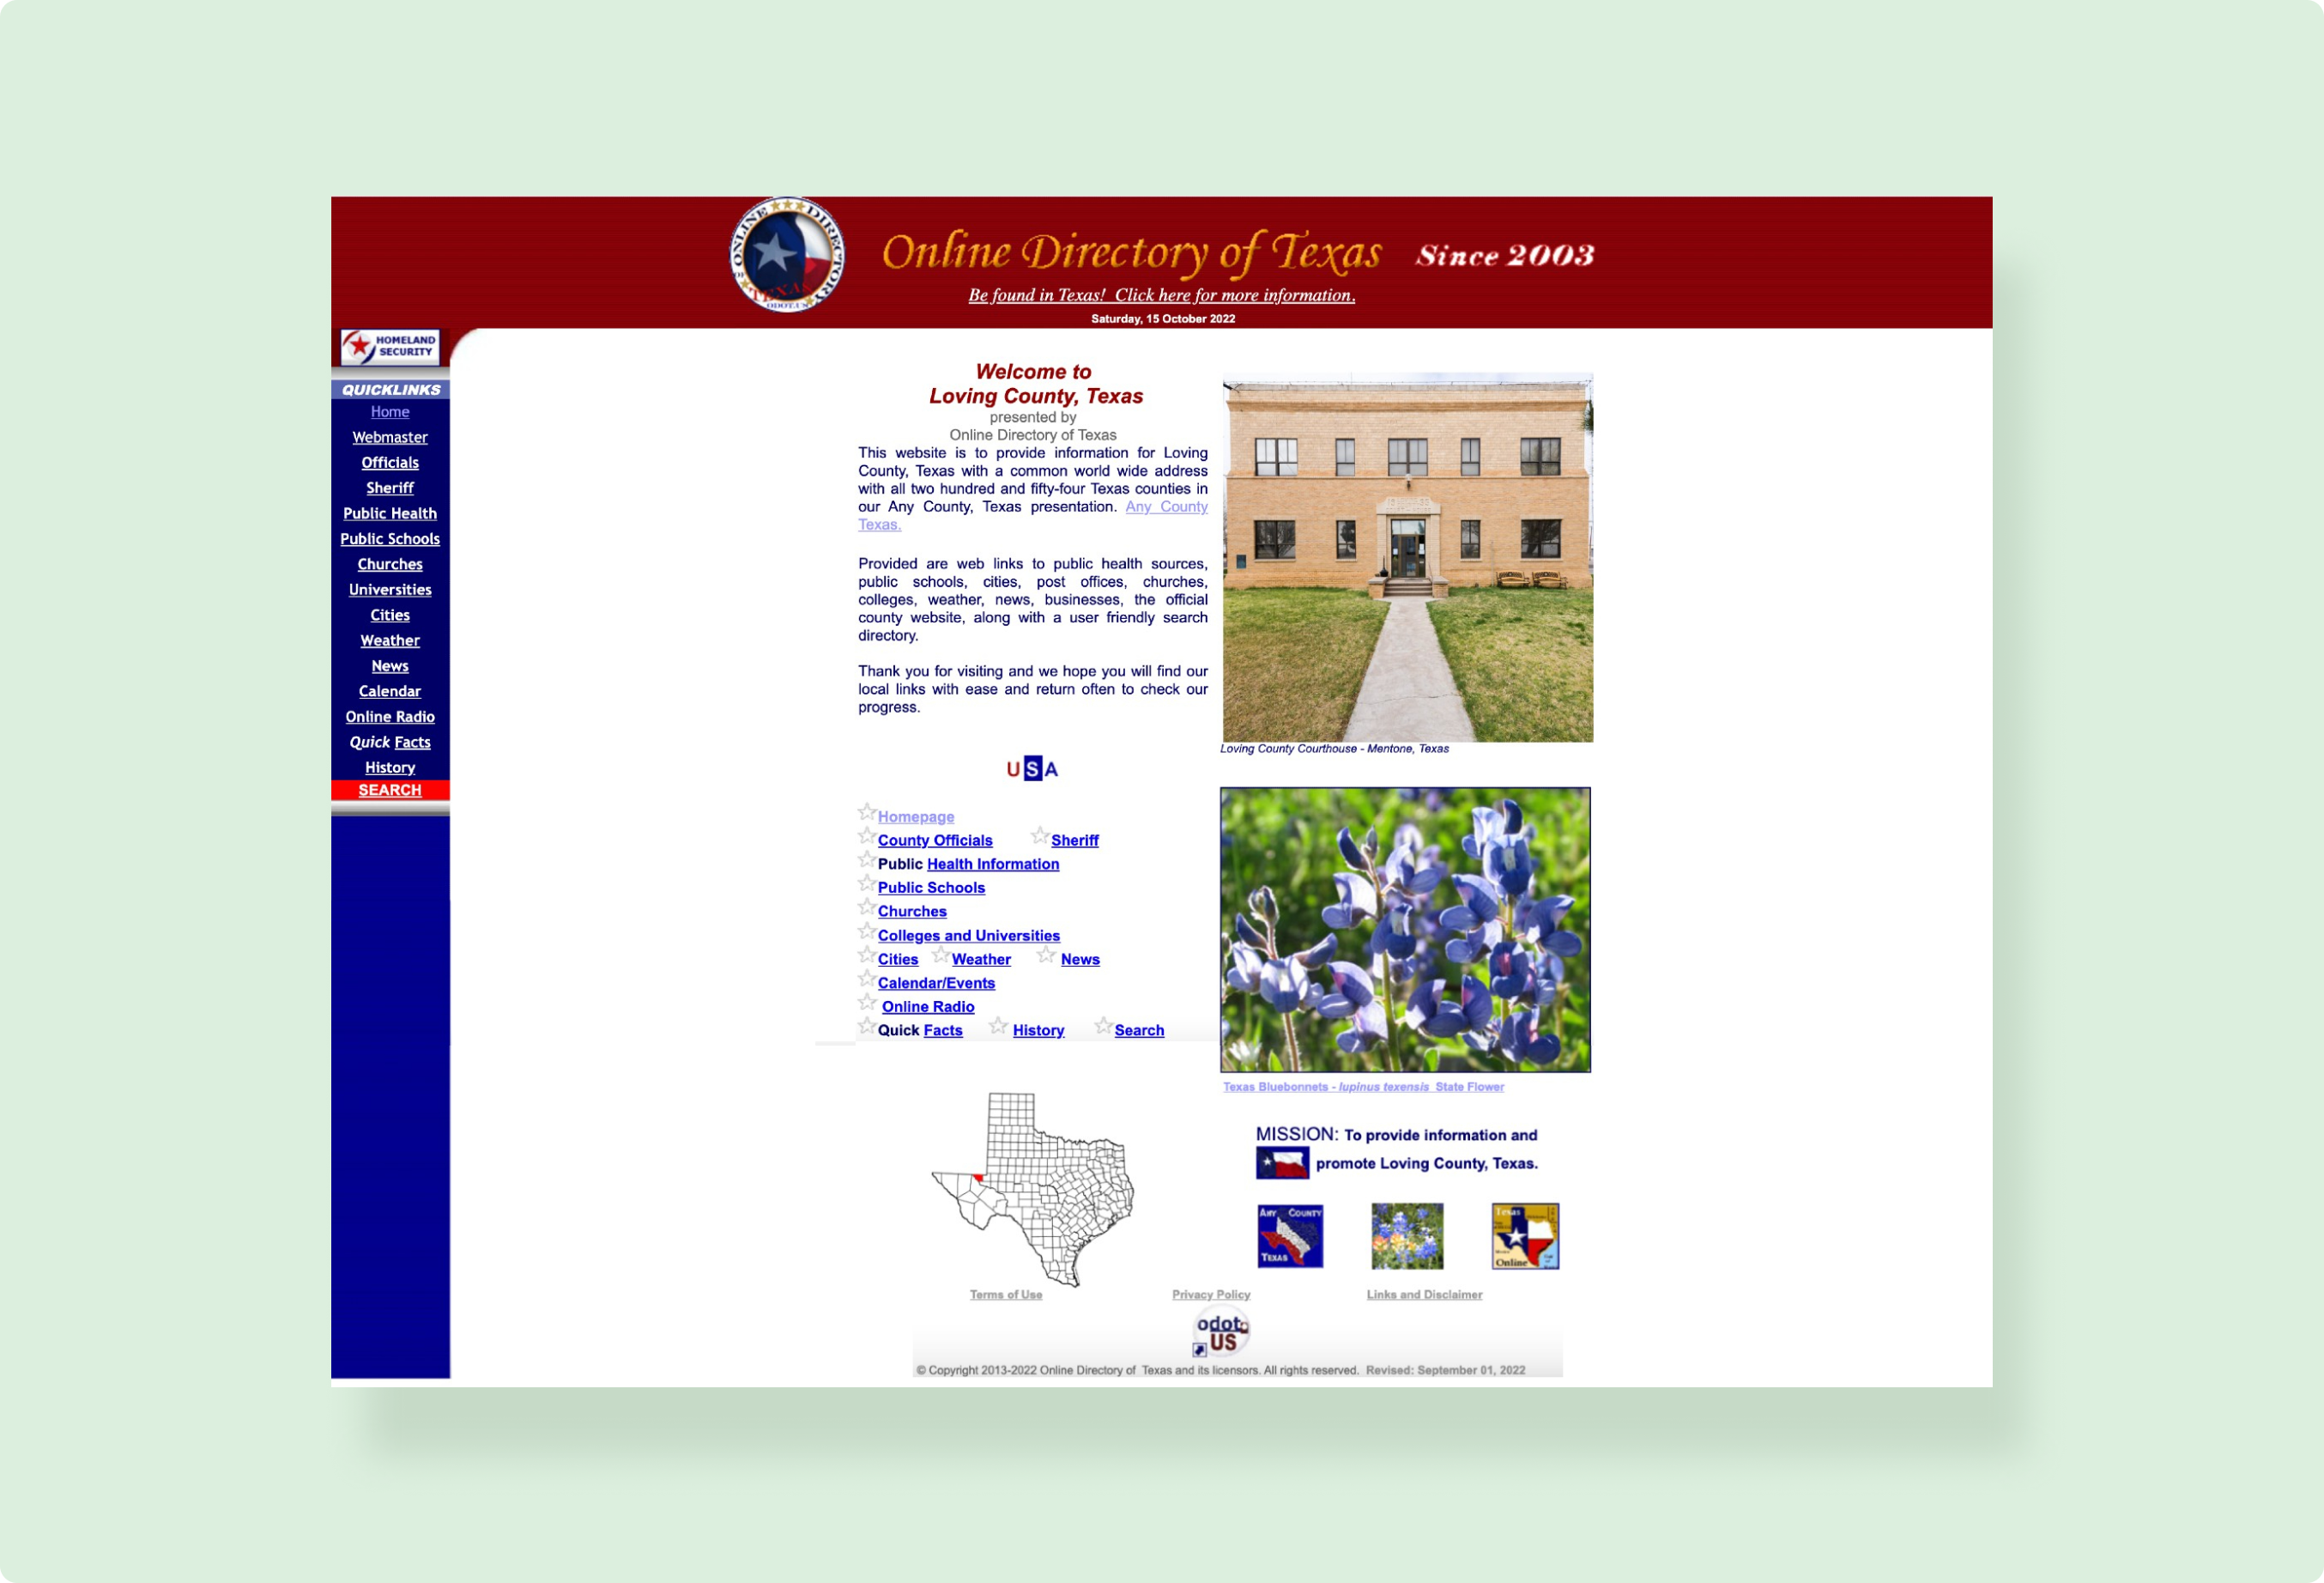 ONLINE DIRECTORY
OF TEXAS
ODOT.US
Online Directory of Texas Since 2003
Be found in Texas! Click here for more information.
Saturday, 15 October 2022
HOMELAND
SECURITY
QUICKLINKS
Home
Webmaster
Officials
Sheriff
Public Health
Public Schools
Churches
Universities
Cities
Weather
News
Calendar
Online Radio
Quick Facts
History
SEARCH
Welcome to
Loving County, Texas
presented by
Online Directory of Texas
This website is to provide information for Loving
County, Texas with a common world wide address
with all two hundred and fifty-four Texas counties in
our Any County, Texas presentation. Any County
Texas.
Provided are web links to public health sources,
public schools, cities, post offices, churches,
colleges, weather, news, businesses, the official
county website, along with a user friendly search
directory.
Thank you for visiting and we hope you will find our
local links with ease and return often to check our
progress.
USA
Homepage
County Officials Sheriff
Public Health Information
Public Schools
Churches
Colleges and Universities
Cities Weather News
Calendar/Events
Online Radio
Quick Facts History Search
Loving County Courthouse - Mentone, Texas
Texas Bluebonnets - lupinus texensis State Flower
MISSION: To provide information and
promote Loving County, Texas.
ANY COUNTY
TEXAS
Texas
Online
Terms of Use Privacy Policy Links and Disclaimer
odot
US
© Copyright 2013-2022 Online Directory of Texas and its licensors. All rights reserved. Revised: September 01, 2022